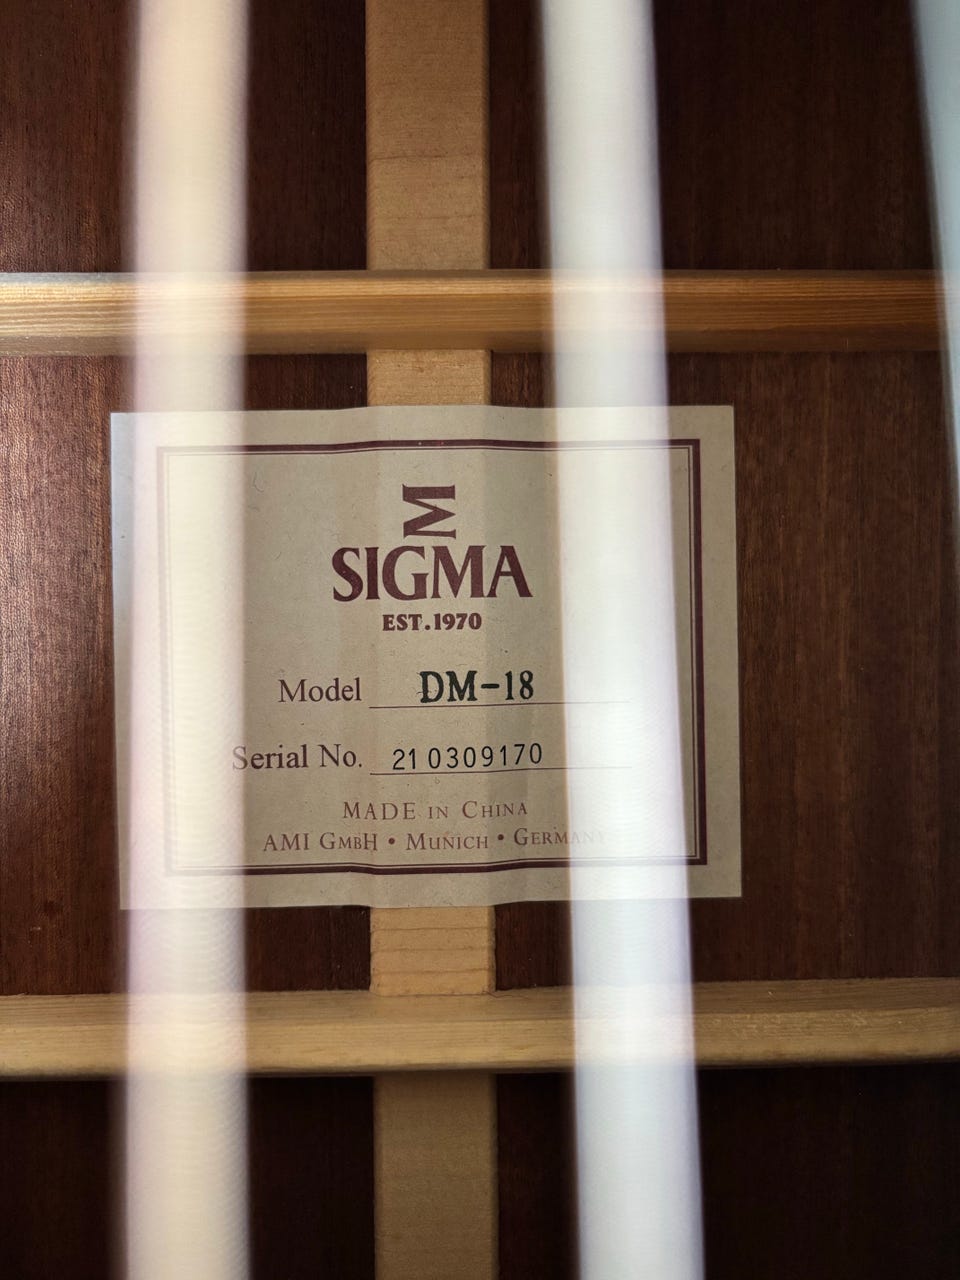 SIGMA
EST.1970
Model DM-18
Serial No. 210309170
MADE IN CHINA
AMI GMBH • MUNICH • GERMANY